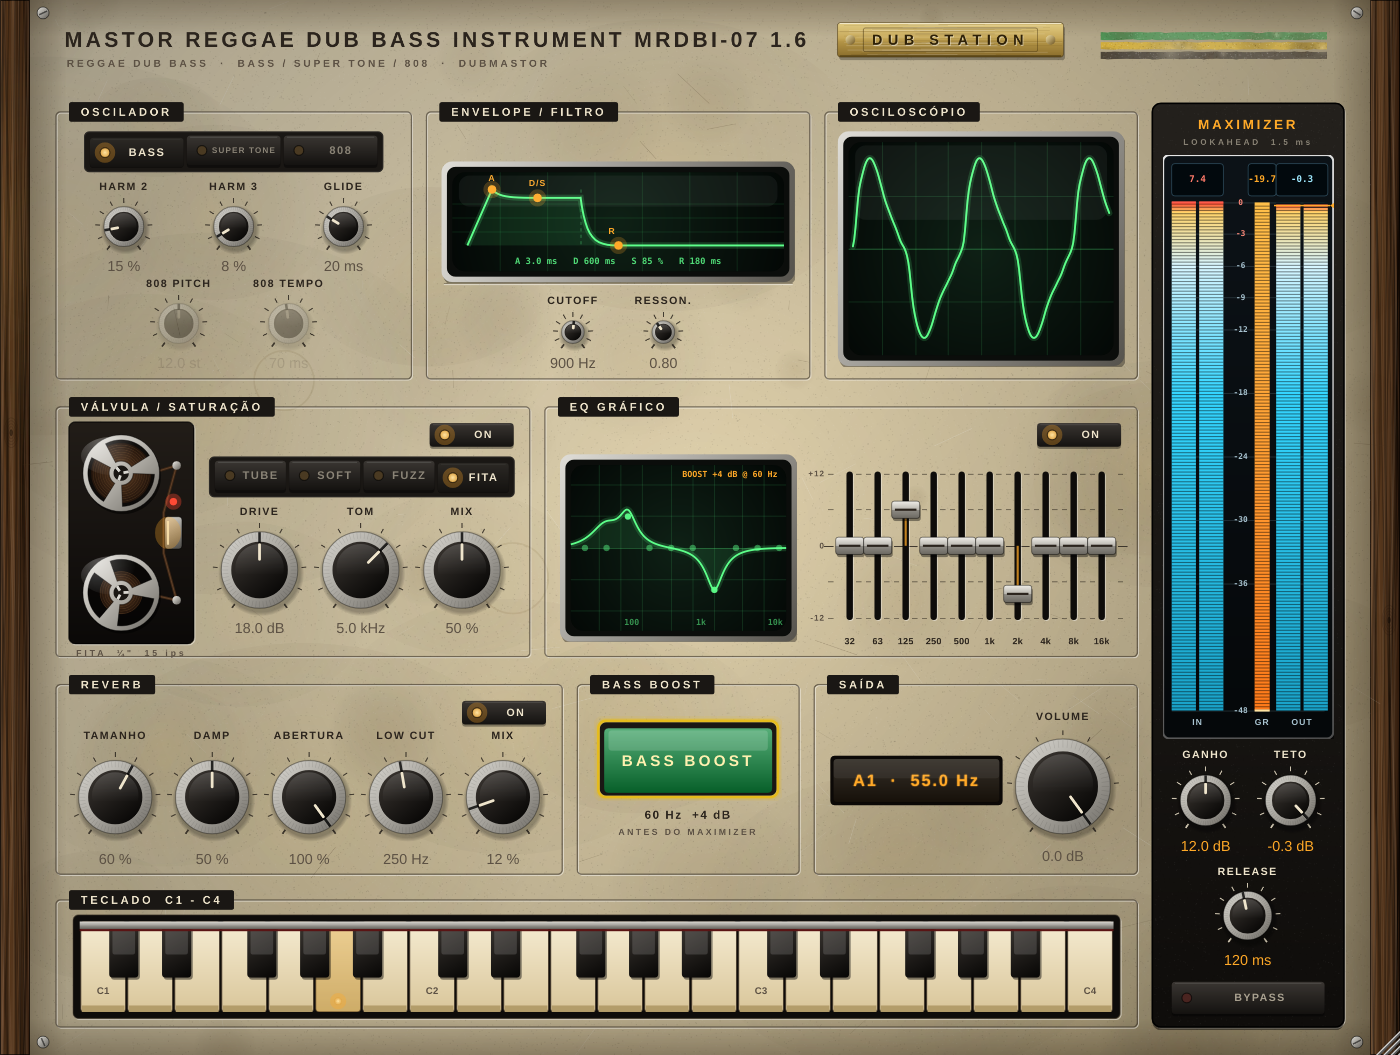 MASTOR REGGAE DUB BASS INSTRUMENT MRDBI-07 1.6
DUB STATION
REGGAE DUB BASS · BASS / SUPER TONE / 808 · DUBMASTOR
OSCILADOR
BASS
SUPER TONE
808
HARM 2
HARM 3
GLIDE
15 %
8 %
20 ms
808 PITCH
808 TEMPO
12.0 st
70 ms
ENVELOPE / FILTRO
A
D/S
R
A 3.0 ms D 600 ms S 85 % R 180 ms
CUTOFF
RESSON.
900 Hz
0.80
OSCILOSCÓPIO
VÁLVULA / SATURAÇÃO
ON
TUBE
SOFT
FUZZ
FITA
DRIVE
TOM
MIX
18.0 dB
5.0 kHz
50 %
FITA ¼" 15 ips
EQ GRÁFICO
ON
BOOST +4 dB @ 60 Hz
100
1k
10k
+12
0
-12
32 63 125 250 500 1k 2k 4k 8k 16k
REVERB
ON
TAMANHO
DAMP
ABERTURA
LOW CUT
MIX
60 %
50 %
100 %
250 Hz
12 %
BASS BOOST
BASS BOOST
60 Hz +4 dB
ANTES DO MAXIMIZER
SAÍDA
VOLUME
A1 · 55.0 Hz
0.0 dB
TECLADO C1 - C4
C1
C2
C3
C4
MAXIMIZER
LOOKAHEAD 1.5 ms
7.4
-19.7
-0.3
0
-3
-6
-9
-12
-18
-24
-30
-36
-48
IN
GR
OUT
GANHO
TETO
12.0 dB
-0.3 dB
RELEASE
120 ms
BYPASS